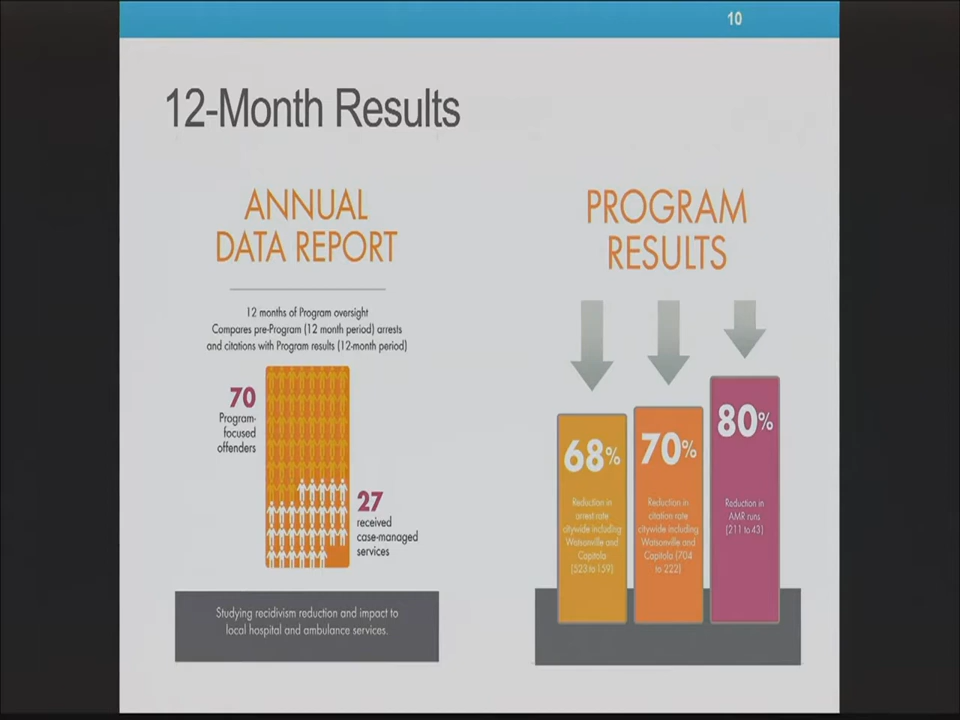 10
12-Month Results
ANNUAL
DATA REPORT
12 months of Program oversight
Compares pre-Program (12 month period) arrests
and citations with Program results (12-month period)
70
Program-
focused
offenders
27
received
case-managed
services
Studying recidivism reduction and impact to
local hospital and ambulance services.
PROGRAM
RESULTS
68%
Reduction in
arrest rate
citywide including
Watsonville and
Capitola
(523 to 159)
70%
Reduction in
citation rate
citywide including
Watsonville and
Capitola (704
to 222)
80%
Reduction in
AMR runs
(211 to 43)